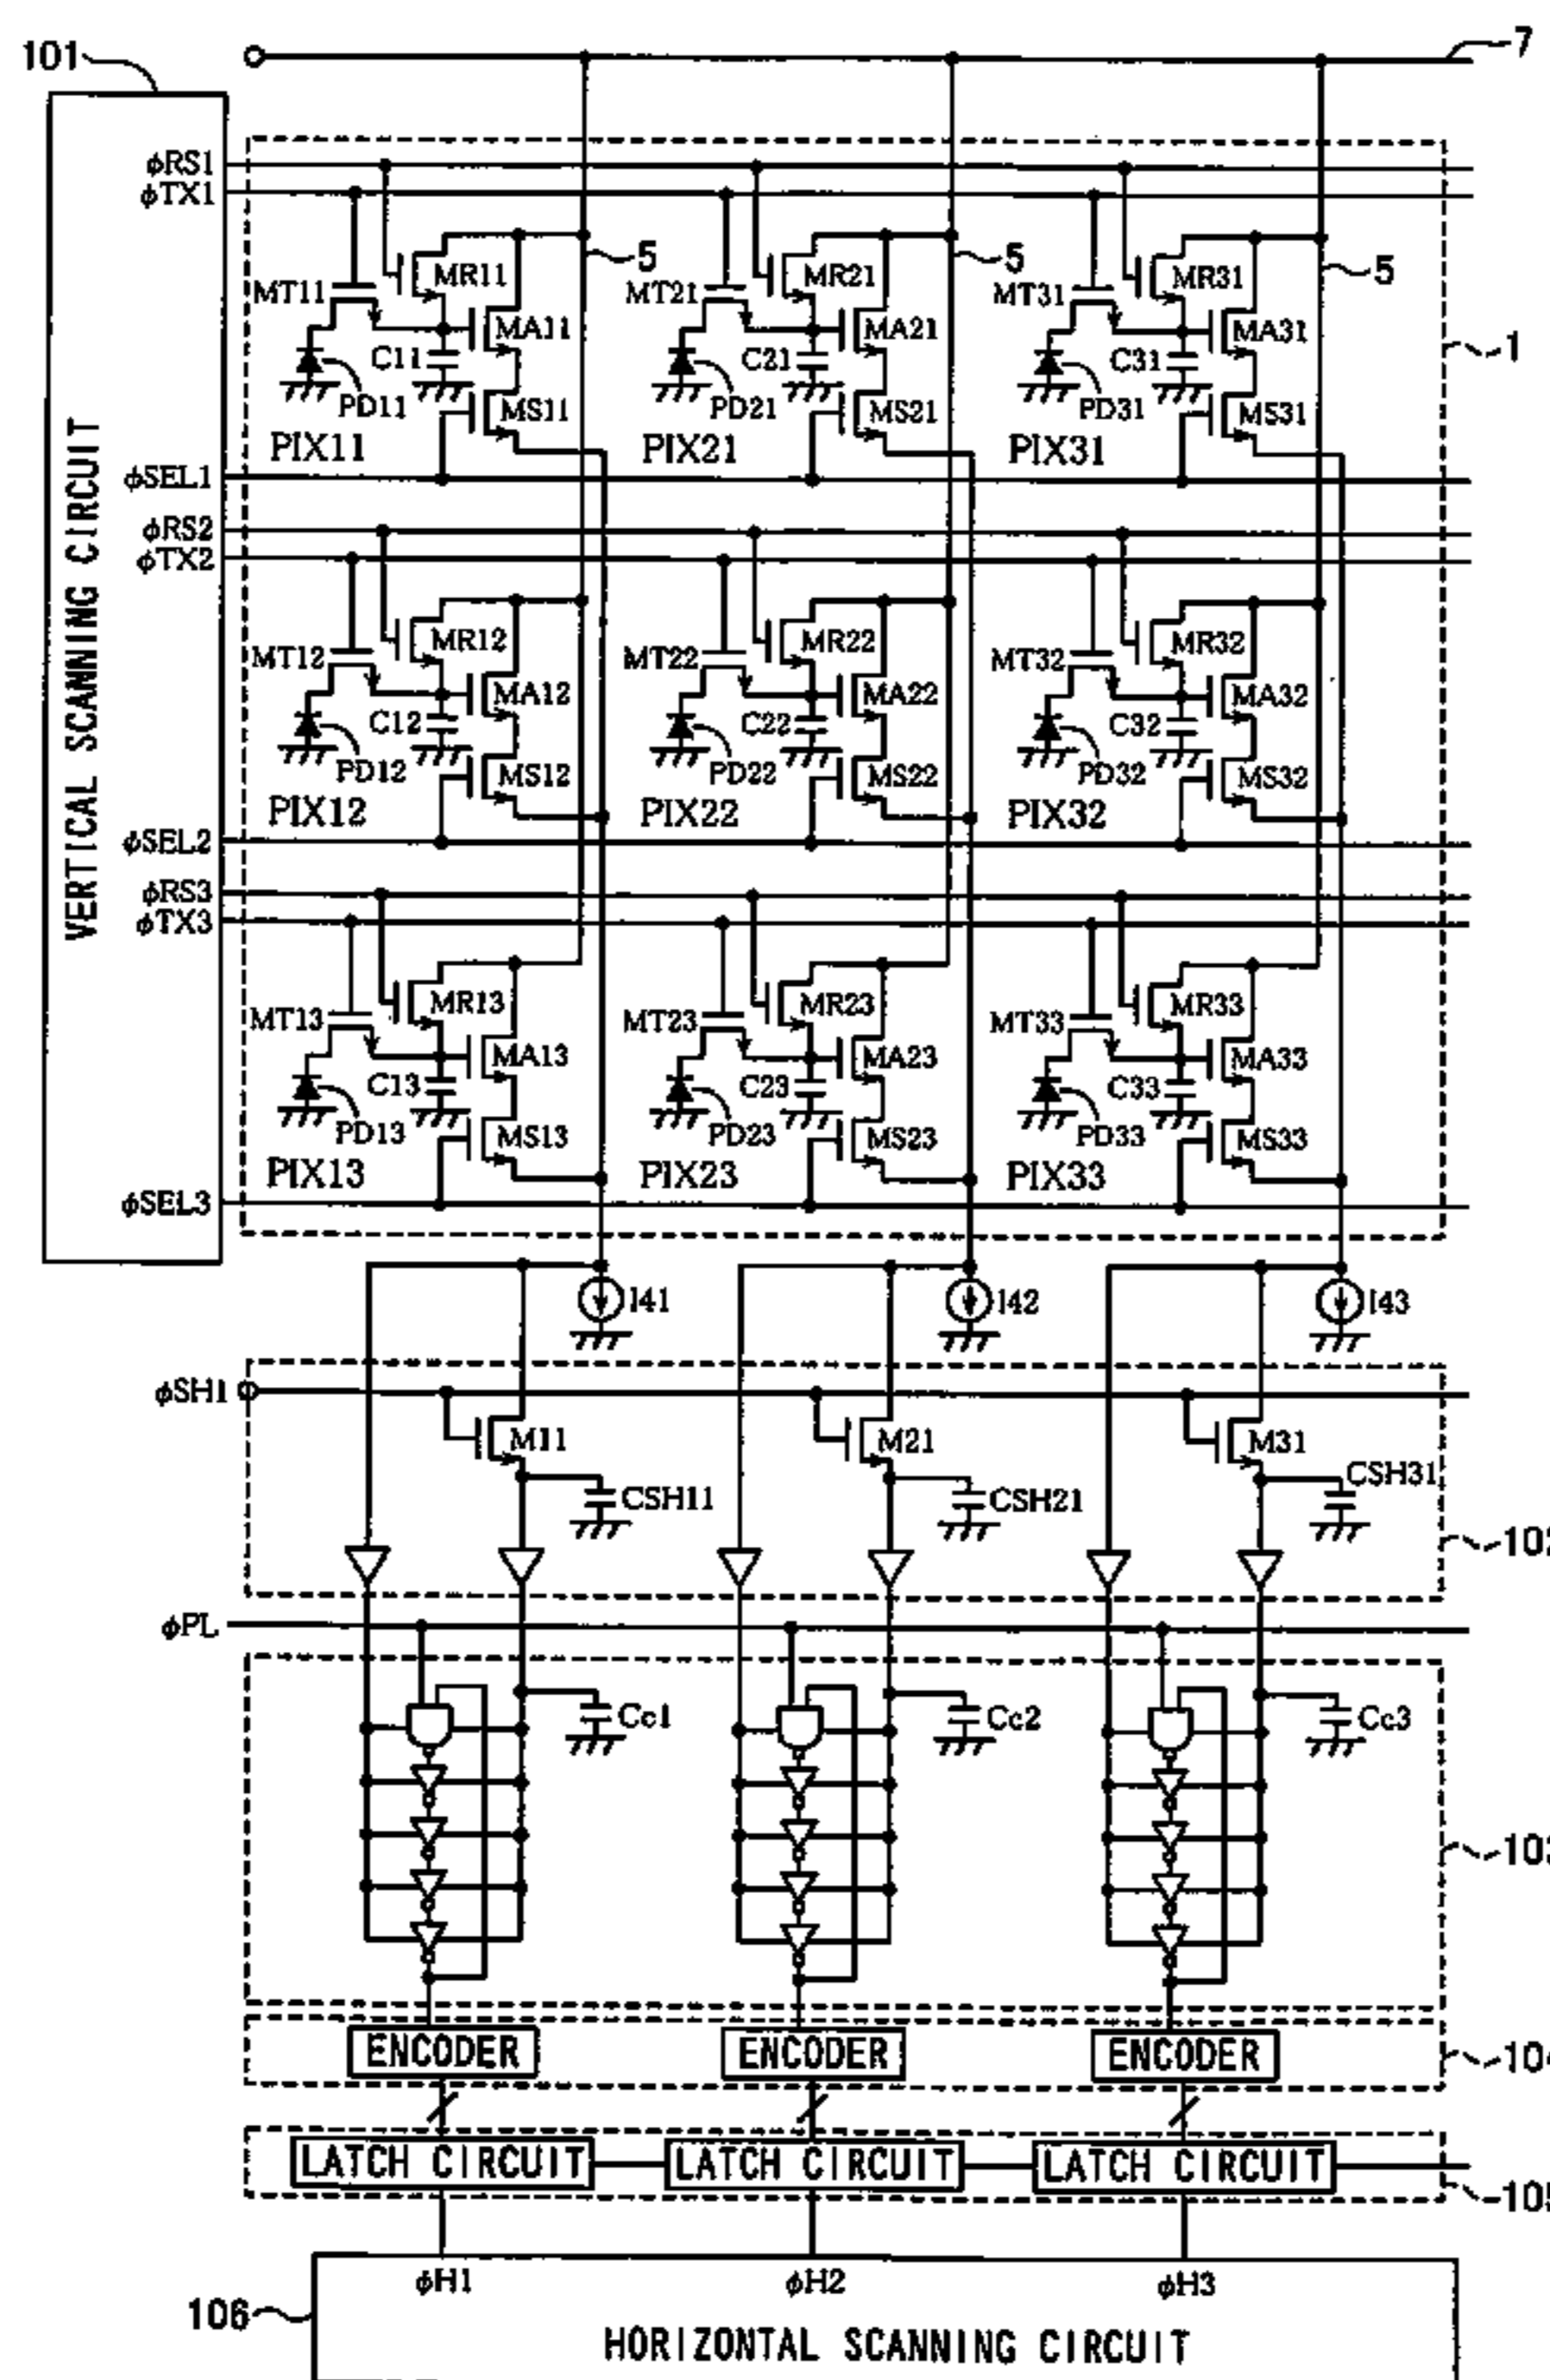 101
7
φRS1
φTX1
MR11
5
MR21
5
MR31
5
MT11
MT21
MT31
MA11
MA21
MA31
1
C11
C21
C31
PD11
MS11
PD21
MS21
PD31
MS31
PIX11
PIX21
PIX31
φSEL1
VERTICAL SCANNING CIRCUIT
φRS2
φTX2
MR12
MR22
MR32
MT12
MT22
MT32
MA12
MA22
MA32
C12
C22
C32
PD12
MS12
PD22
MS22
PD32
MS32
PIX12
PIX22
PIX32
φSEL2
φRS3
φTX3
MR13
MR23
MR33
MT13
MT23
MT33
MA13
MA23
MA33
C13
C23
C33
PD13
MS13
PD23
MS23
PD33
MS33
PIX13
PIX23
PIX33
φSEL3
I41
I42
I43
φSH1
M11
M21
M31
CSH11
CSH21
CSH31
102
φPL
Cc1
Cc2
Cc3
103
ENCODER
ENCODER
ENCODER
104
LATCH CIRCUIT
LATCH CIRCUIT
LATCH CIRCUIT
105
φH1
φH2
φH3
106
HORIZONTAL SCANNING CIRCUIT